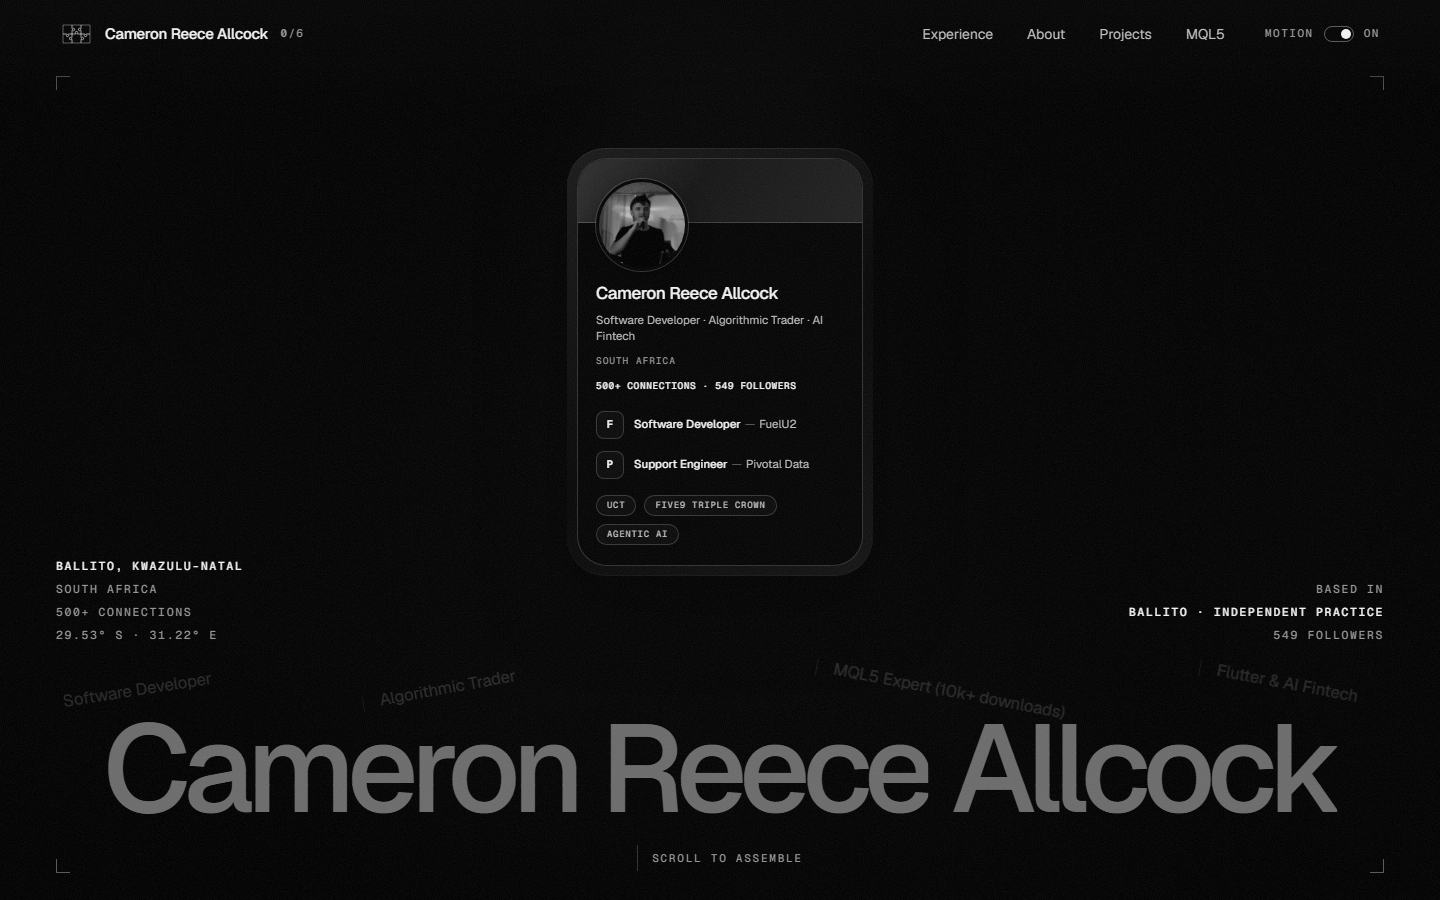 Cameron Reece Allcock 0/6
Experience About Projects MQL5 MOTION ON
Cameron Reece Allcock
Software Developer · Algorithmic Trader · AI
Fintech
SOUTH AFRICA
500+ CONNECTIONS · 549 FOLLOWERS
F Software Developer — FuelU2
P Support Engineer — Pivotal Data
UCT FIVE9 TRIPLE CROWN
AGENTIC AI
BALLITO, KWAZULU-NATAL
SOUTH AFRICA
500+ CONNECTIONS
29.53° S · 31.22° E
BASED IN
BALLITO · INDEPENDENT PRACTICE
549 FOLLOWERS
Software Developer
Algorithmic Trader
MQL5 Expert (10k+ downloads)
Flutter & AI Fintech
Cameron Reece Allcock
SCROLL TO ASSEMBLE